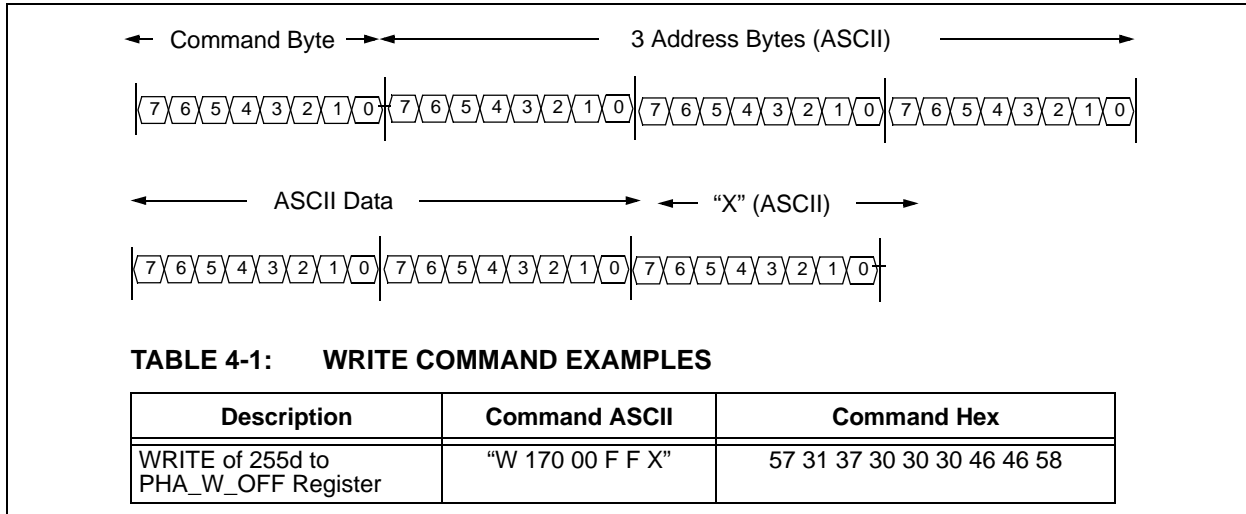 Command Byte 3 Address Bytes (ASCII)
7 6 5 4 3 2 1 0 7 6 5 4 3 2 1 0 7 6 5 4 3 2 1 0 7 6 5 4 3 2 1 0
ASCII Data “X” (ASCII)
7 6 5 4 3 2 1 0 7 6 5 4 3 2 1 0 7 6 5 4 3 2 1 0
TABLE 4-1: WRITE COMMAND EXAMPLES
Description Command ASCII Command Hex
WRITE of 255d to “W 170 00 F F X” 57 31 37 30 30 30 46 46 58
PHA_W_OFF Register